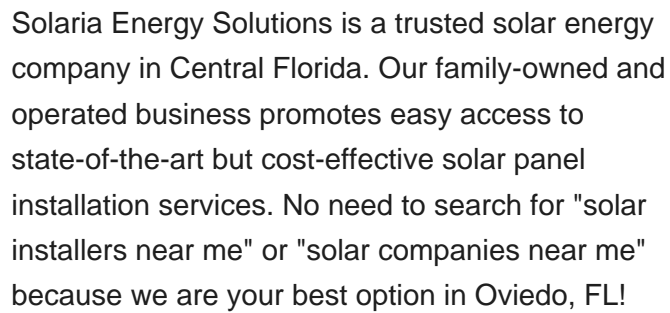 Solaria Energy Solutions is a trusted solar energy
company in Central Florida. Our family-owned and
operated business promotes easy access to
state-of-the-art but cost-effective solar panel
installation services. No need to search for "solar
installers near me" or "solar companies near me"
because we are your best option in Oviedo, FL!